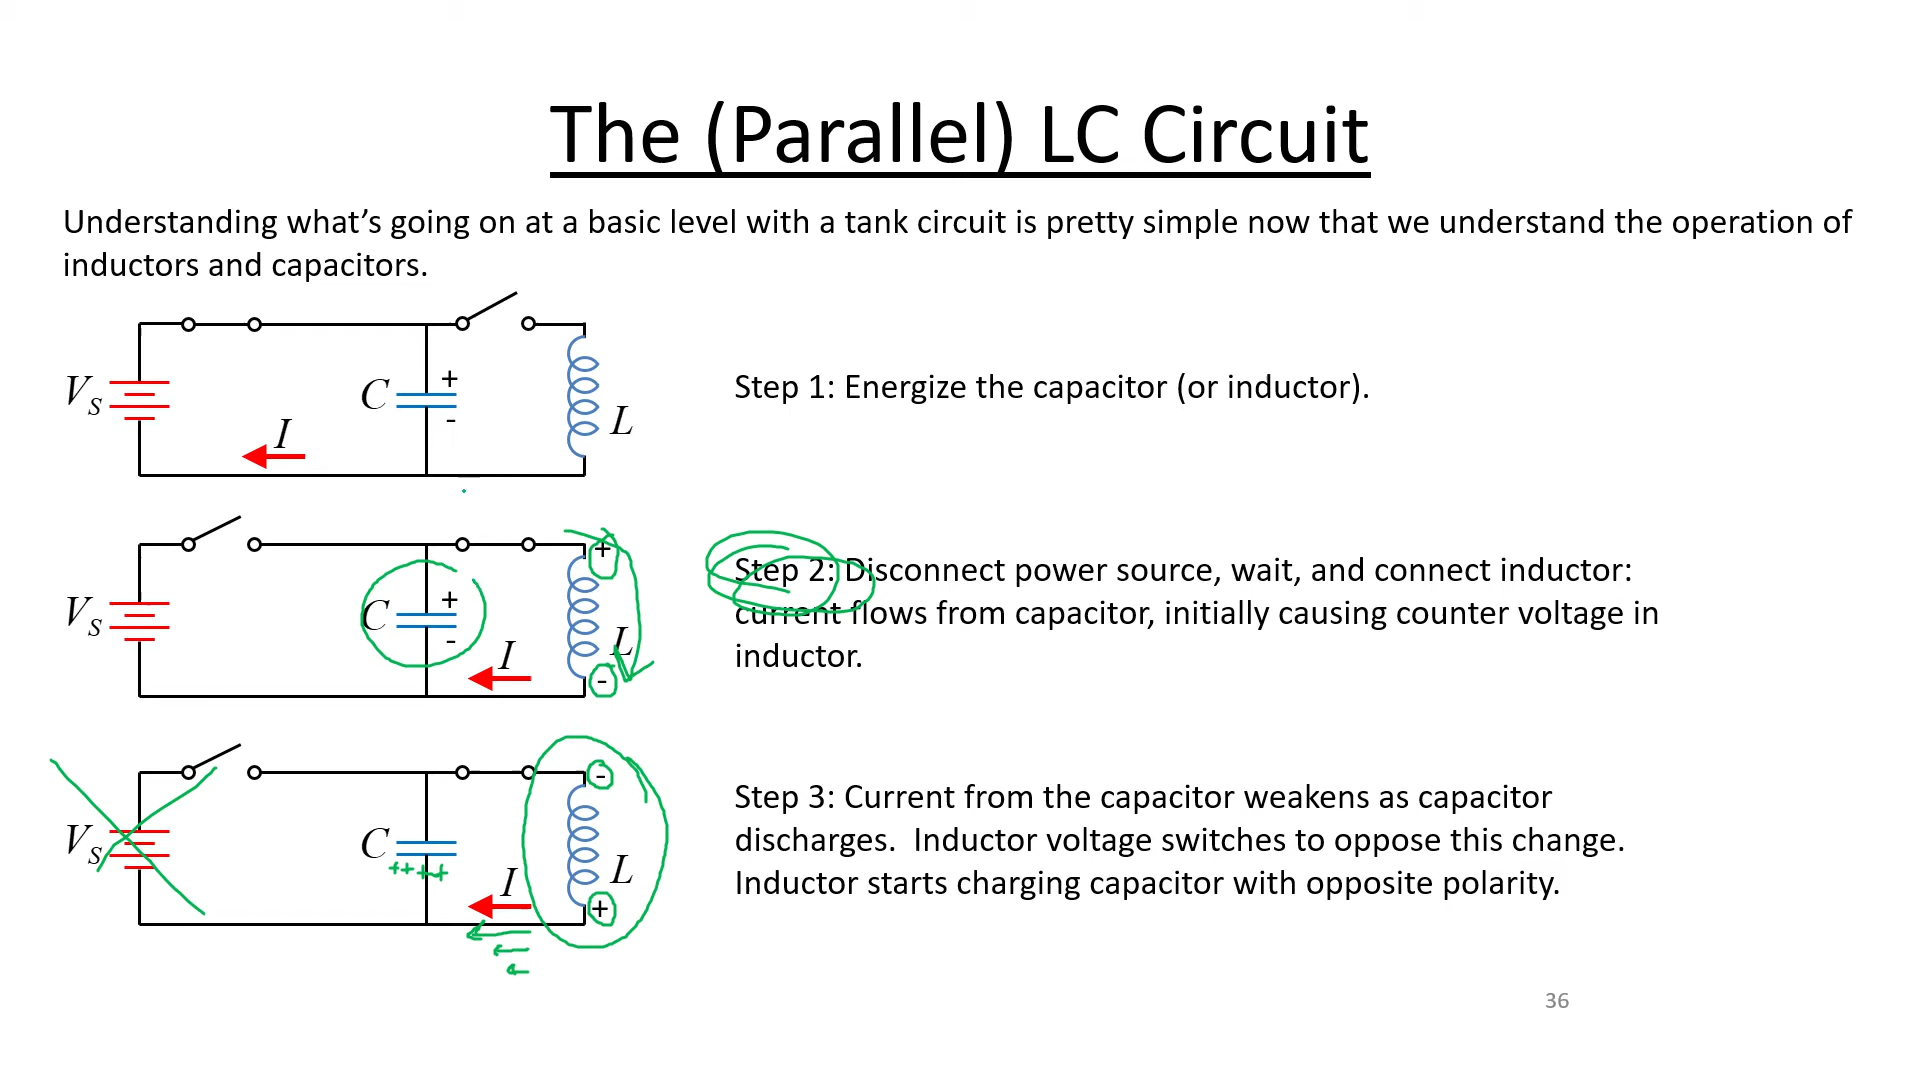 The (Parallel) LC Circuit
Understanding what’s going on at a basic level with a tank circuit is pretty simple now that we understand the operation of
inductors and capacitors.
V_S
I
C
+
-
L
Step 1: Energize the capacitor (or inductor).
V_S
C
+
-
I
+
L
-
Step 2: Disconnect power source, wait, and connect inductor:
current flows from capacitor, initially causing counter voltage in
inductor.
V_S
C
++++
I
-
L
+
Step 3: Current from the capacitor weakens as capacitor
discharges.  Inductor voltage switches to oppose this change.
Inductor starts charging capacitor with opposite polarity.
36